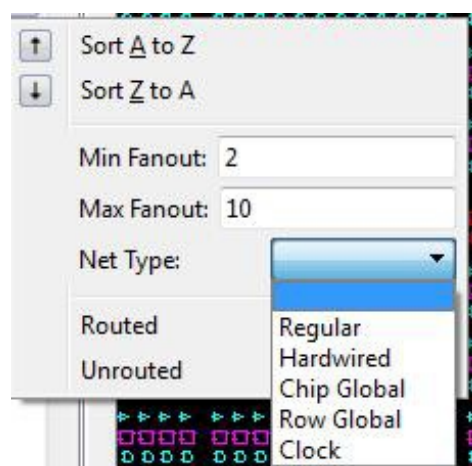 Sort A to Z
Sort Z to A
Min Fanout: 2
Max Fanout: 10
Net Type:
Routed
Unrouted
Regular
Hardwired
Chip Global
Row Global
Clock